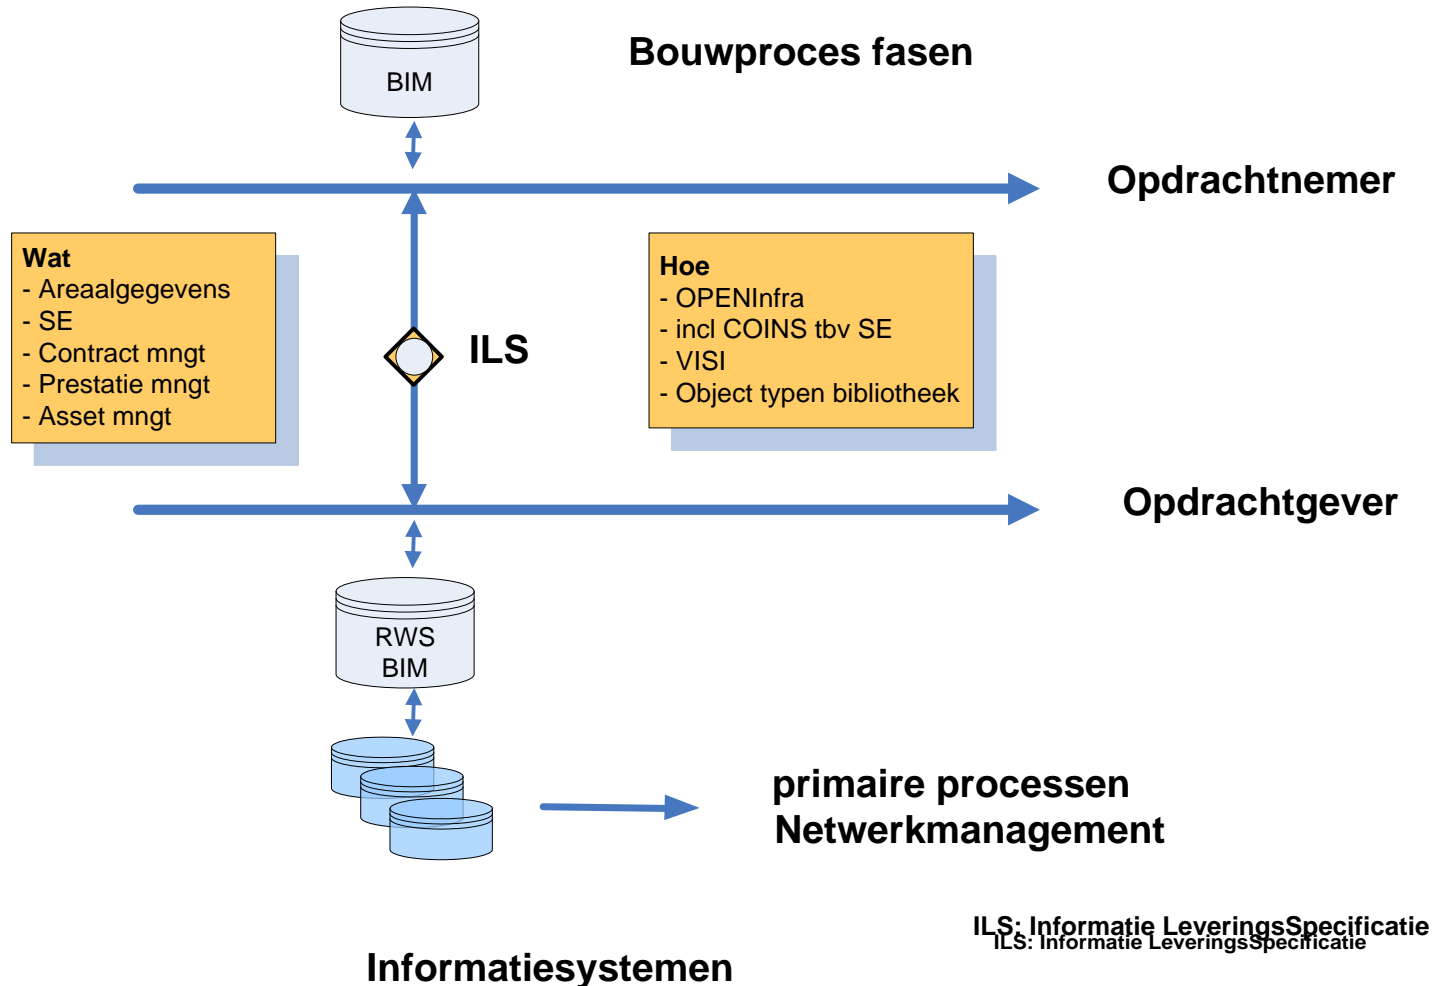 Bouwproces fasen
BIM
Opdrachtnemer
Wat
- Areaalgegevens
- SE
- Contract mngt
- Prestatie mngt
- Asset mngt
ILS
Hoe
- OPENInfra
- incl COINS tbv SE
- VISI
- Object typen bibliotheek
Opdrachtgever
RWS
BIM
primaire processen
Netwerkmanagement
ILS: Informatie LeveringsSpecificatie
ILS: Informatie LeveringsSpecificatie
Informatiesystemen